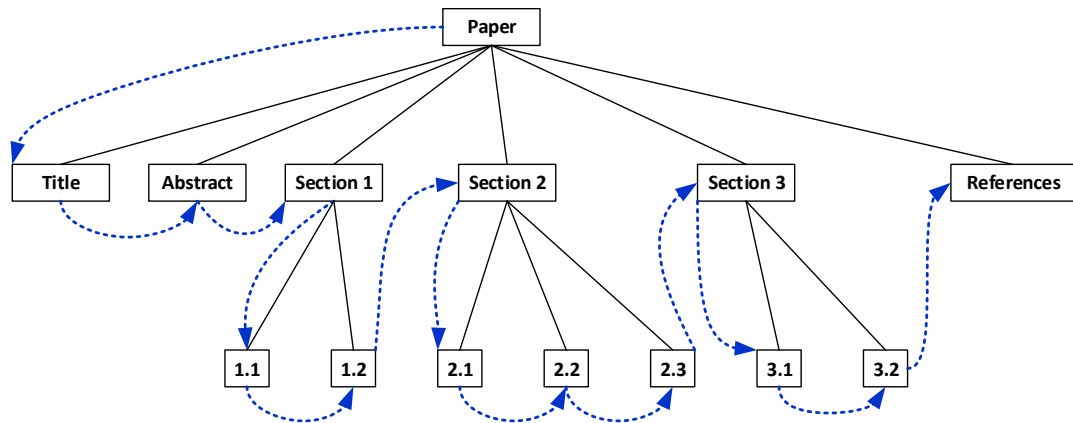 Paper
Title
Abstract
Section 1
Section 2
Section 3
References
1.1
1.2
2.1
2.2
2.3
3.1
3.2